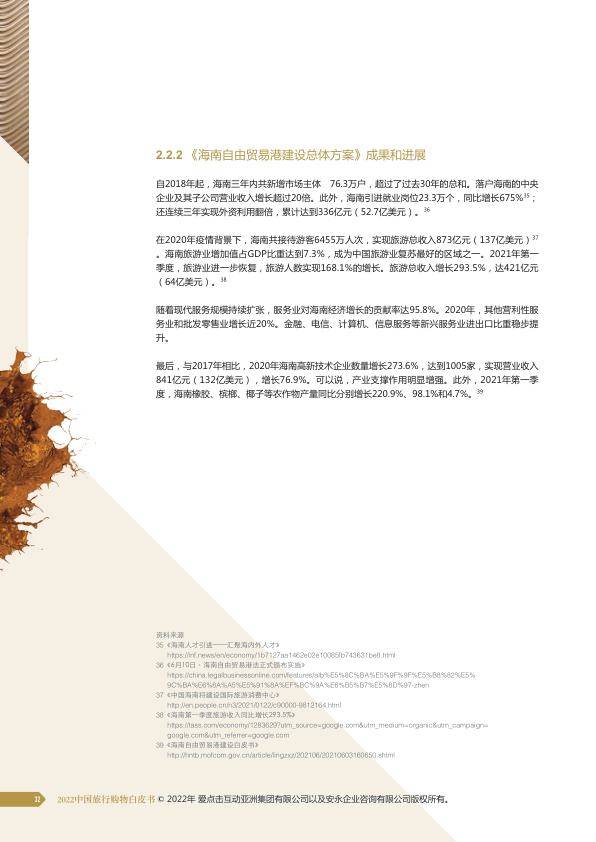 2.2.2 《海南自由贸易港建设总体方案》成果和进展
自2018年起，海南三年内共新增市场主体 76.3万户，超过了过去30年的总和。落户海南的中央
企业及其子公司营业收入增长超过20倍。此外，海南引进就业岗位23.3万个，同比增长675%35；
还连续三年实现外资利用翻倍，累计达到336亿元（52.7亿美元）。36
在2020年疫情背景下，海南共接待游客6455万人次，实现旅游总收入873亿元（137亿美元）37
。海南旅游业增加值占GDP比重达到7.3%，成为中国旅游业复苏最好的区域之一。2021年第一
季度，旅游业进一步恢复，旅游人数实现168.1%的增长。旅游总收入增长293.5%，达421亿元
（64亿美元）。38
随着现代服务规模持续扩张，服务业对海南经济增长的贡献率达95.8%。2020年，其他营利性服
务业和批发零售业增长近20%。金融、电信、计算机、信息服务等新兴服务业进出口比重稳步提
升。
最后，与2017年相比，2020年海南高新技术企业数量增长273.6%，达到1005家，实现营业收入
841亿元（132亿美元），增长76.9%。可以说，产业支撑作用明显增强。此外，2021年第一季
度，海南橡胶、槟榔、椰子等农作物产量同比分别增长220.9%、98.1%和4.7%。39
资料来源
35 《海南人才引进——汇聚海内外人才》
https://inf.news/en/economy/1b7127aa1462e02e10085fb743631be8.html
36 《6月10日，海南自由贸易港法正式颁布实施》
https://china.legalbusinessonline.com/features/alb%E5%8C%BA%E5%9F%9F%E5%B8%82%E5%
9C%BA%E6%8A%A5%E5%91%8A%EF%BC%9A%E6%B5%B7%E5%8D%97-zhen
37 《中国海南将建设国际旅游消费中心》
http://en.people.cn/n3/2021/0122/c90000-9812164.html
38 《海南第一季度旅游收入同比增长293.5%》
https://tass.com/economy/1283629?utm_source=google.com&utm_medium=organic&utm_campaign=
google.com&utm_referrer=google.com
39 《海南自由贸易港建设白皮书》
http://hntb.mofcom.gov.cn/article/lingzxz/202106/20210603160650.shtml
32 2022中国旅行购物白皮书 © 2022年 爱点击互动亚洲集团有限公司以及安永企业咨询有限公司版权所有。